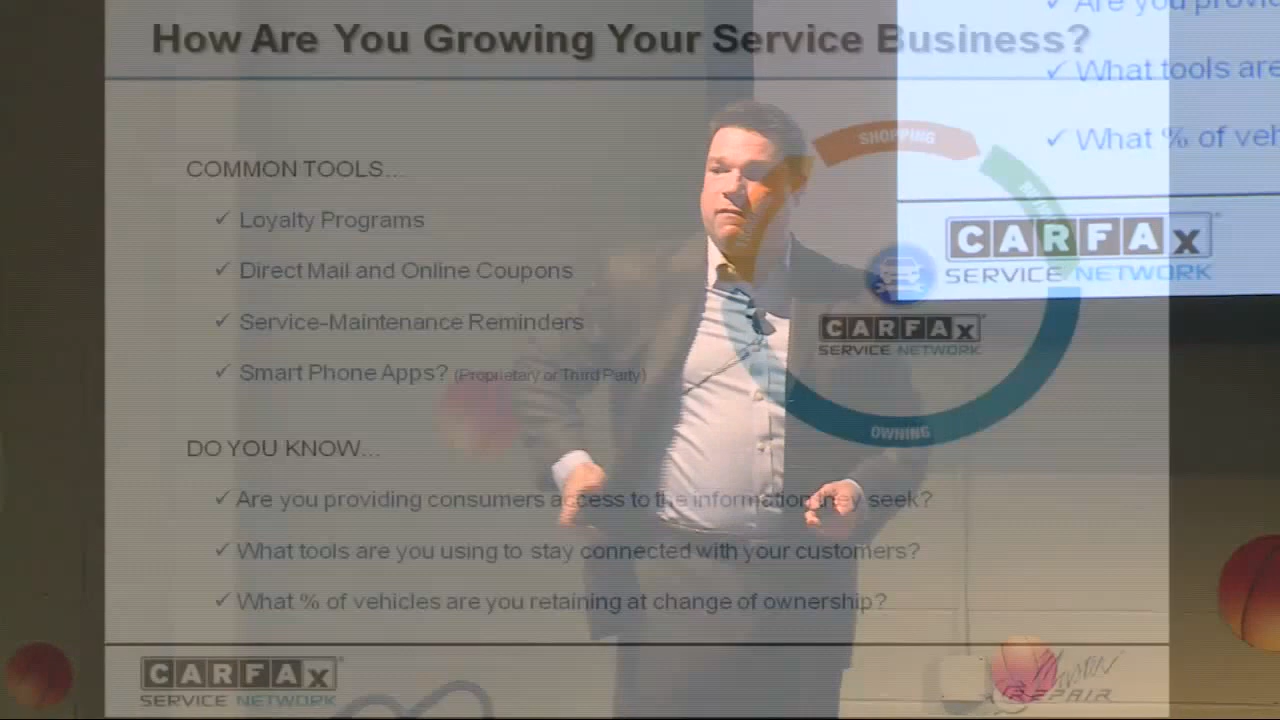 How Are You Growing Your Service Business?
✓ Are you provid
✓ What tools are
✓ What % of veh
COMMON TOOLS...
✓ Loyalty Programs
✓ Direct Mail and Online Coupons
✓ Service-Maintenance Reminders
✓ Smart Phone Apps? (Proprietary or Third Party)
SHOPPING
CARFAX
SERVICE NETWORK
CARFAX
SERVICE NETWORK
OWNING
DO YOU KNOW...
✓ Are you providing consumers access to the information they seek?
✓ What tools are you using to stay connected with your customers?
✓ What % of vehicles are you retaining at change of ownership?
CARFAX
SERVICE NETWORK
REPAIR